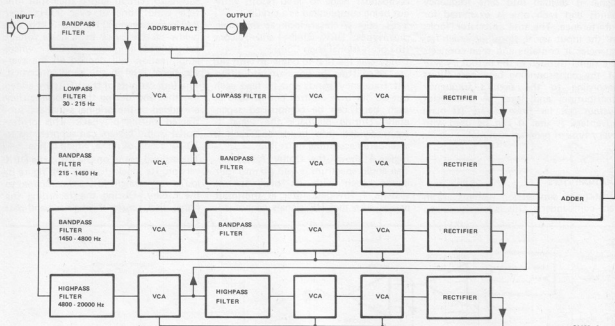 INPUT
BANDPASS
FILTER
ADD/SUBTRACT
OUTPUT
LOWPASS
FILTER
30 - 215 Hz
VCA
LOWPASS FILTER
VCA
VCA
RECTIFIER
BANDPASS
FILTER
215 - 1450 Hz
VCA
BANDPASS
FILTER
VCA
VCA
RECTIFIER
ADDER
BANDPASS
FILTER
1450 - 4800 Hz
VCA
BANDPASS
FILTER
VCA
VCA
RECTIFIER
HIGHPASS
FILTER
4800 - 20000 Hz
VCA
HIGHPASS
FILTER
VCA
VCA
RECTIFIER